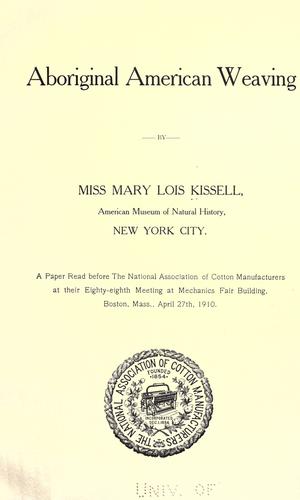 Aboriginal American Weaving
BY
MISS MARY LOIS KISSELL,
American Museum of Natural History,
NEW YORK CITY.
A Paper Read before The National Association of Cotton Manufacturers
at their Eighty-eighth Meeting at Mechanics Fair Building,
Boston, Mass., April 27th, 1910.
THE NATIONAL ASSOCIATION OF COTTON MANUFACTURERS
FOUNDED
1854
INCORPORATED
DEC. 1, 1894
UNIV. OF